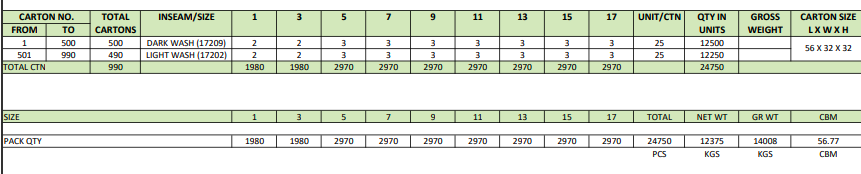 CARTON NO. TOTAL CARTONS INSEAM/SIZE 1 3 5 7 9 11 13 15 17 UNIT/CTN QTY IN UNITS GROSS WEIGHT CARTON SIZE L X W X H
FROM TO
1 500 500 DARK WASH (17209) 2 2 3 3 3 3 3 3 3 25 12500 56 X 32 X 32
501 990 490 LIGHT WASH (17202) 2 2 3 3 3 3 3 3 3 25 12250
TOTAL CTN 990 1980 1980 2970 2970 2970 2970 2970 2970 2970 24750
SIZE 1 3 5 7 9 11 13 15 17 TOTAL NET WT GR WT CBM
PACK QTY 1980 1980 2970 2970 2970 2970 2970 2970 2970 24750 12375 14008 56.77
PCS KGS KGS CBM